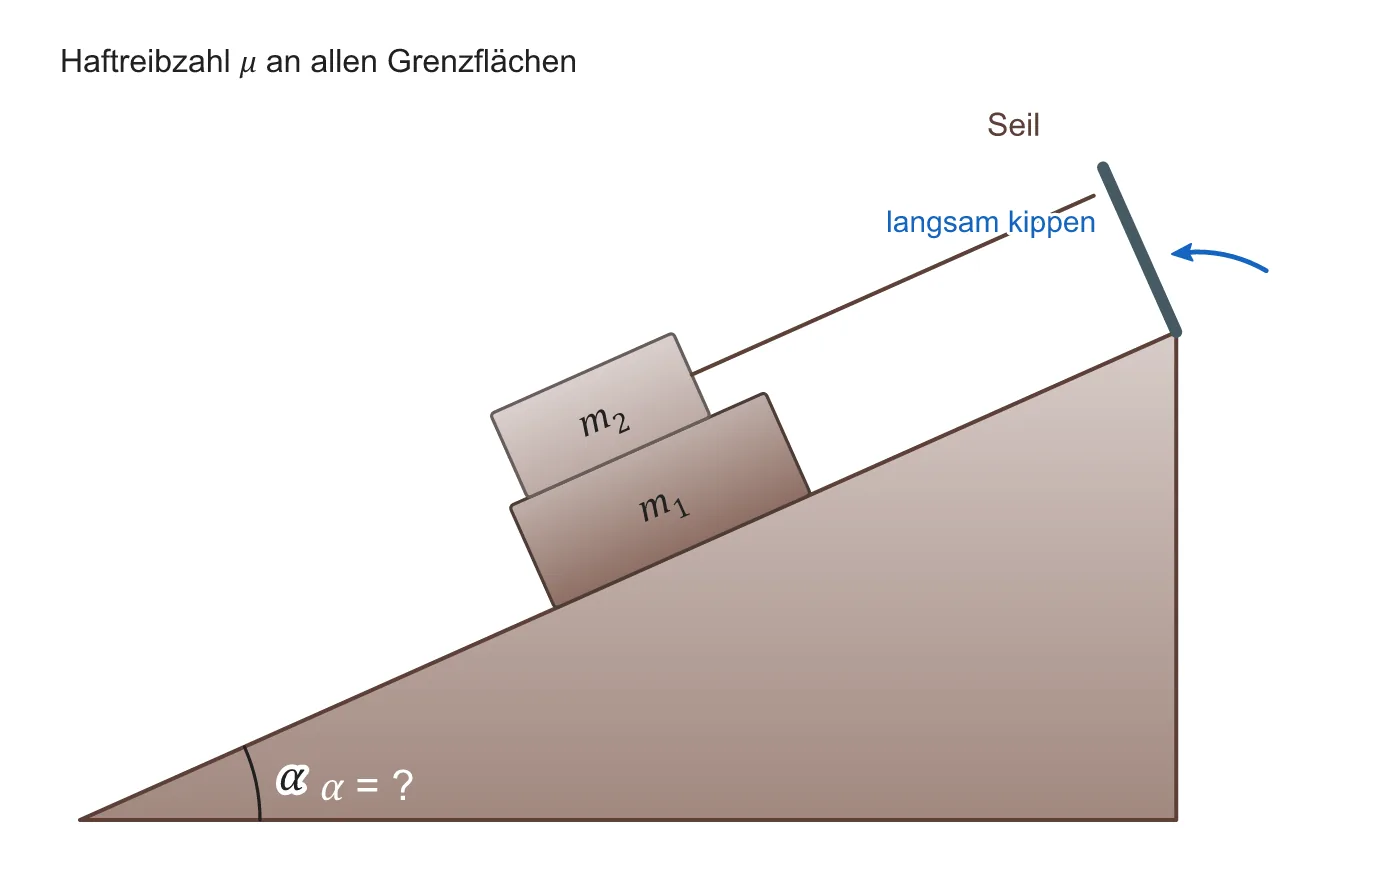 Haftreibzahl μ an allen Grenzflächen
Seil
langsam kippen
m₂
m₁
α α = ?